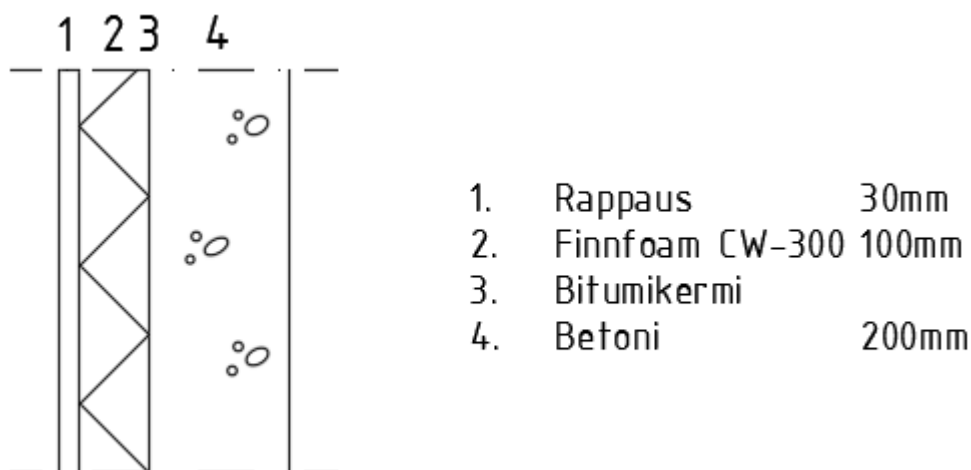 1 2 3 4
1. Rappaus 30mm
2. Finnfoam CW-300 100mm
3. Bitumikermi
4. Betoni 200mm